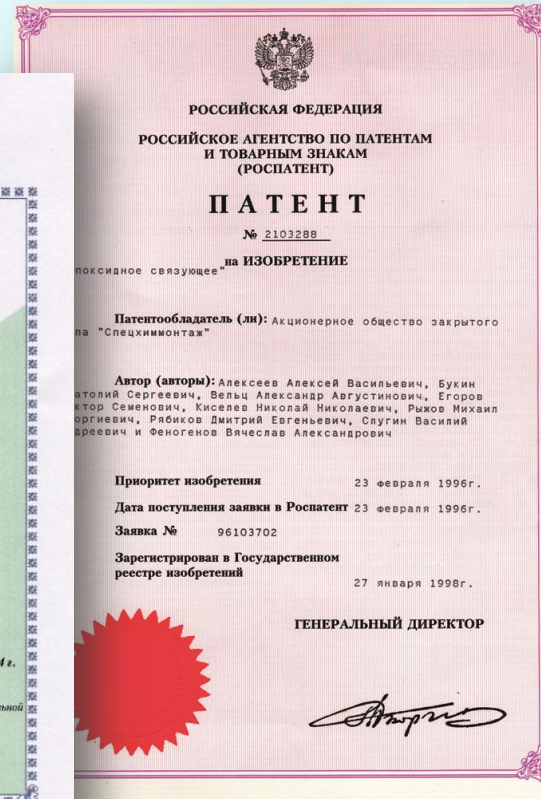 РОССИЙСКАЯ ФЕДЕРАЦИЯ
РОССИЙСКОЕ АГЕНТСТВО ПО ПАТЕНТАМ
И ТОВАРНЫМ ЗНАКАМ
(РОСПАТЕНТ)
ПАТЕНТ
№ 2103288
на ИЗОБРЕТЕНИЕ
поксидное связующее"
Патентообладатель (ли): Акционерное общество закрытого
па "Спецхиммонтаж"
Автор (авторы): Алексеев Алексей Васильевич, Букин
атолий Сергеевич, Вельц Александр Августинович, Егоров
ктор Семенович, Киселев Николай Николаевич, Рыжов Михаил
оргиевич, Рябиков Дмитрий Евгеньевич, Слугин Василий
дреевич и Феногенов Вячеслав Александрович
Приоритет изобретения 23 февраля 1996г.
Дата поступления заявки в Роспатент 23 февраля 1996г.
Заявка № 96103702
Зарегистрирован в Государственном
реестре изобретений
27 января 1998г.
ГЕНЕРАЛЬНЫЙ ДИРЕКТОР